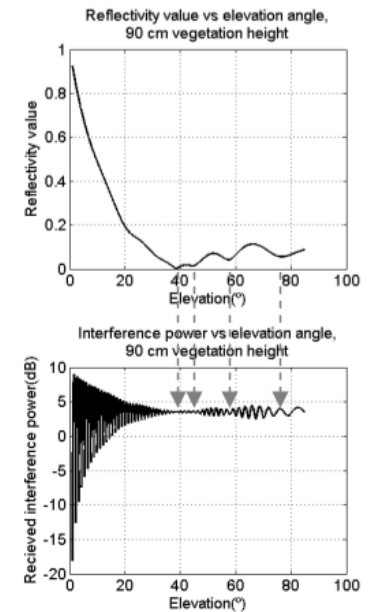 Reflectivity value vs elevation angle,
90 cm vegetation height
1
0.8
0.6
0.4
0.2
0
Reflectivity value
0 20 40 60 80 100
Elevation(º)
Interference power vs elevation angle,
90 cm vegetation height
10
5
0
-5
-10
-15
-20
Recieved interference power(dB)
0 20 40 60 80 100
Elevation(º)